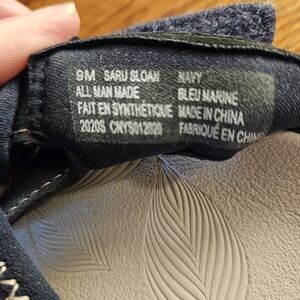 9M SARU SLOAN NAVY
ALL MAN MADE BLEU MARINE
FAIT EN SYNTHÉTIQUE MADE IN CHINA
2020S CNYS012020 FABRIQUÉ EN CHINE